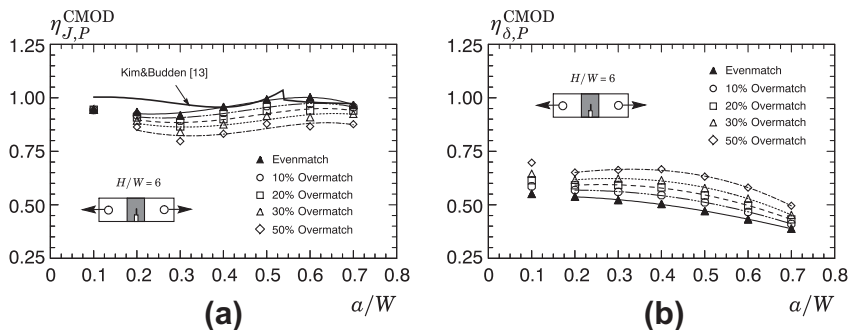 η_{J,P}^{CMOD}
1.25
1.00
0.75
0.50
0.25
0 0.1 0.2 0.3 0.4 0.5 0.6 0.7 0.8
Kim&Budden [13]
H/W = 6
Evenmatch
10% Overmatch
20% Overmatch
30% Overmatch
50% Overmatch
(a)
a/W
η_{δ,P}^{CMOD}
1.25
1.00
0.75
0.50
0.25
0 0.1 0.2 0.3 0.4 0.5 0.6 0.7 0.8
H/W = 6
Evenmatch
10% Overmatch
20% Overmatch
30% Overmatch
50% Overmatch
(b)
a/W